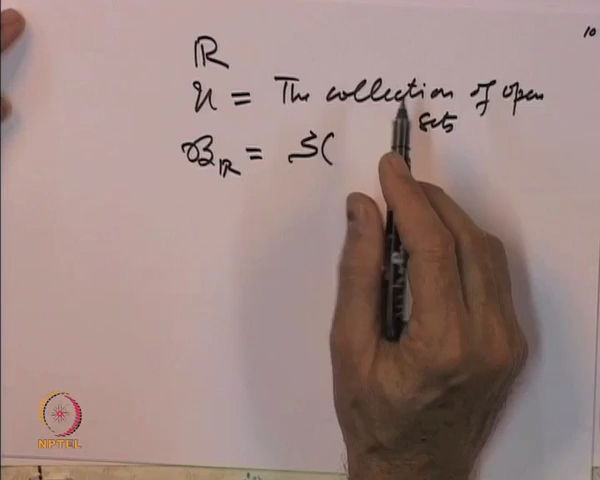 10
ℝ
𝒰 = The collection of open
sets
ℬ_ℝ = 𝒮(
NPTEL